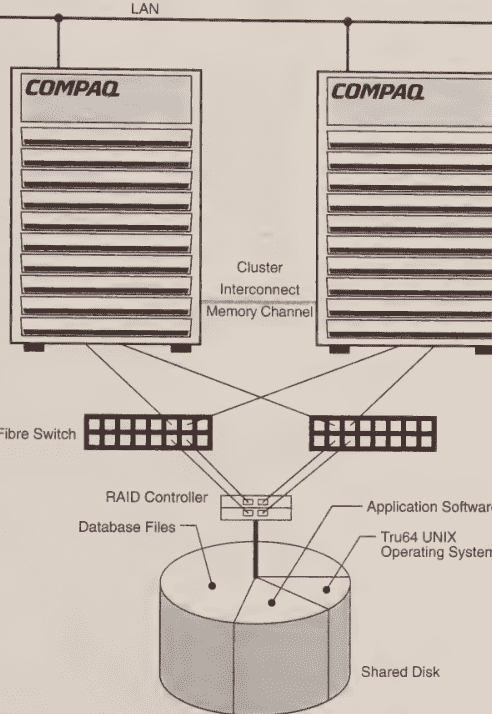 LAN
COMPAQ
COMPAQ
Cluster
Interconnect
Memory Channel
Fibre Switch
RAID Controller
Database Files
Application Software
Tru64 UNIX
Operating System
Shared Disk